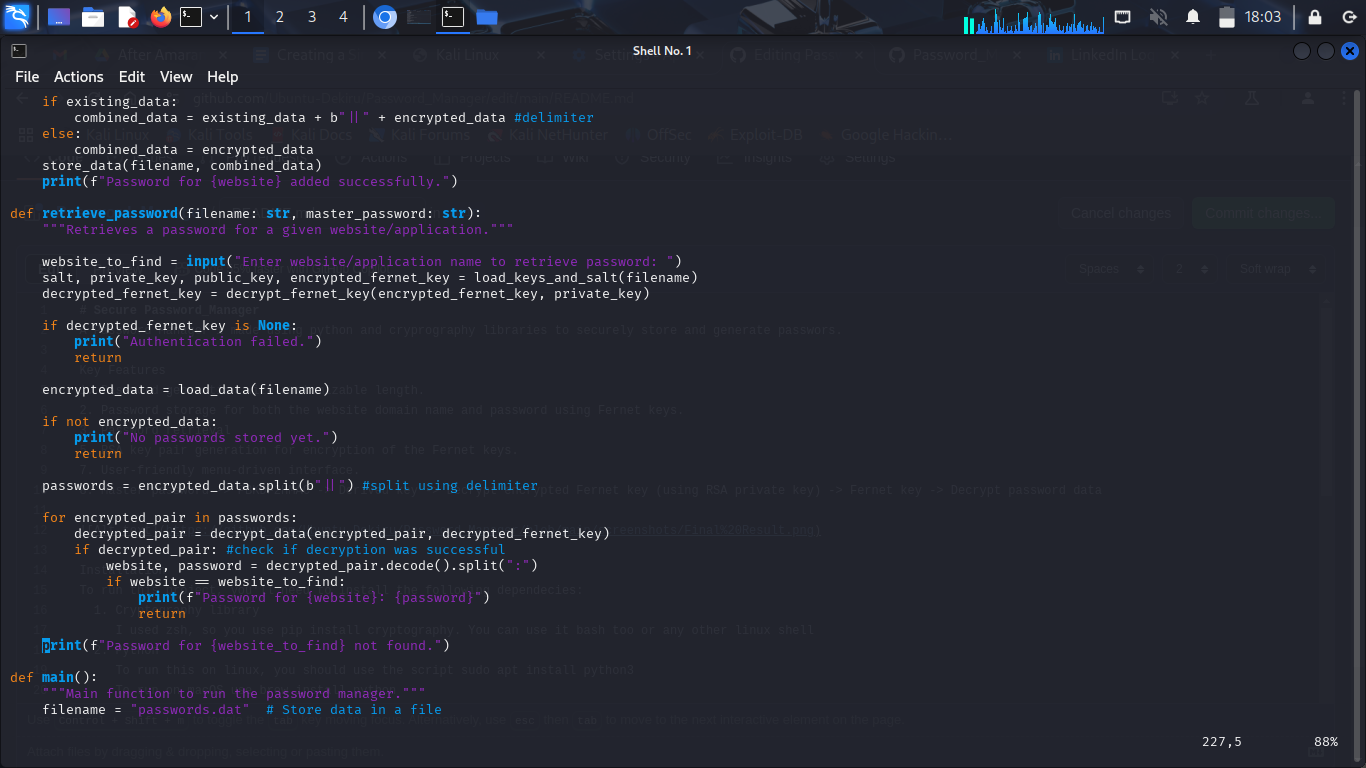 1 2 3 4 18:03
Shell No. 1
File Actions Edit View Help
if existing_data:
combined_data = existing_data + b"||" + encrypted_data #delimiter
else:
combined_data = encrypted_data
store_data(filename, combined_data)
print(f"Password for {website} added successfully.")
def retrieve_password(filename: str, master_password: str):
"""Retrieves a password for a given website/application."""
website_to_find = input("Enter website/application name to retrieve password: ")
salt, private_key, public_key, encrypted_fernet_key = load_keys_and_salt(filename)
decrypted_fernet_key = decrypt_fernet_key(encrypted_fernet_key, private_key)
if decrypted_fernet_key is None:
print("Authentication failed.")
return
encrypted_data = load_data(filename)
if not encrypted_data:
print("No passwords stored yet.")
return
passwords = encrypted_data.split(b"||") #split using delimiter
for encrypted_pair in passwords:
decrypted_pair = decrypt_data(encrypted_pair, decrypted_fernet_key)
if decrypted_pair: #check if decryption was successful
website, password = decrypted_pair.decode().split(":")
if website == website_to_find:
print(f"Password for {website}: {password}")
return
print(f"Password for {website_to_find} not found.")
def main():
"""Main function to run the password manager."""
filename = "passwords.dat" # Store data in a file
227,5 88%